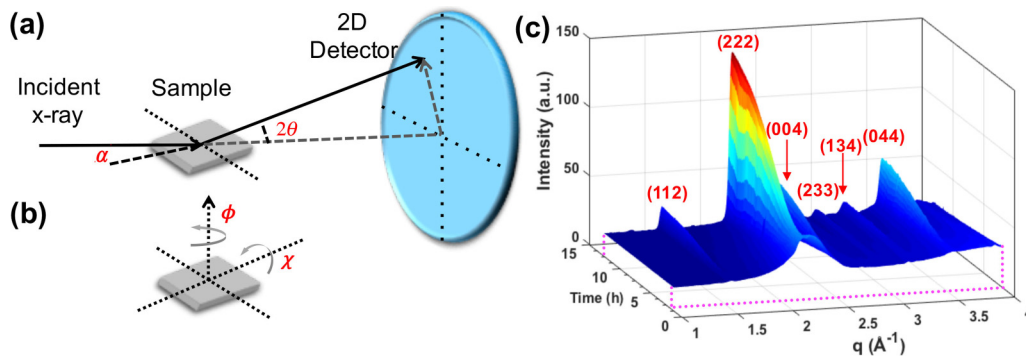 (a)
Incident
x-ray
Sample
2D
Detector
α
2θ
(b)
ϕ
χ
(c)
Intensity (a.u.)
150
100
50
0
(112)
(222)
(004)
(233)
(134)
(044)
15
10
5
0
Time (h)
1
1.5
2
2.5
3
3.5
q (Å⁻¹)